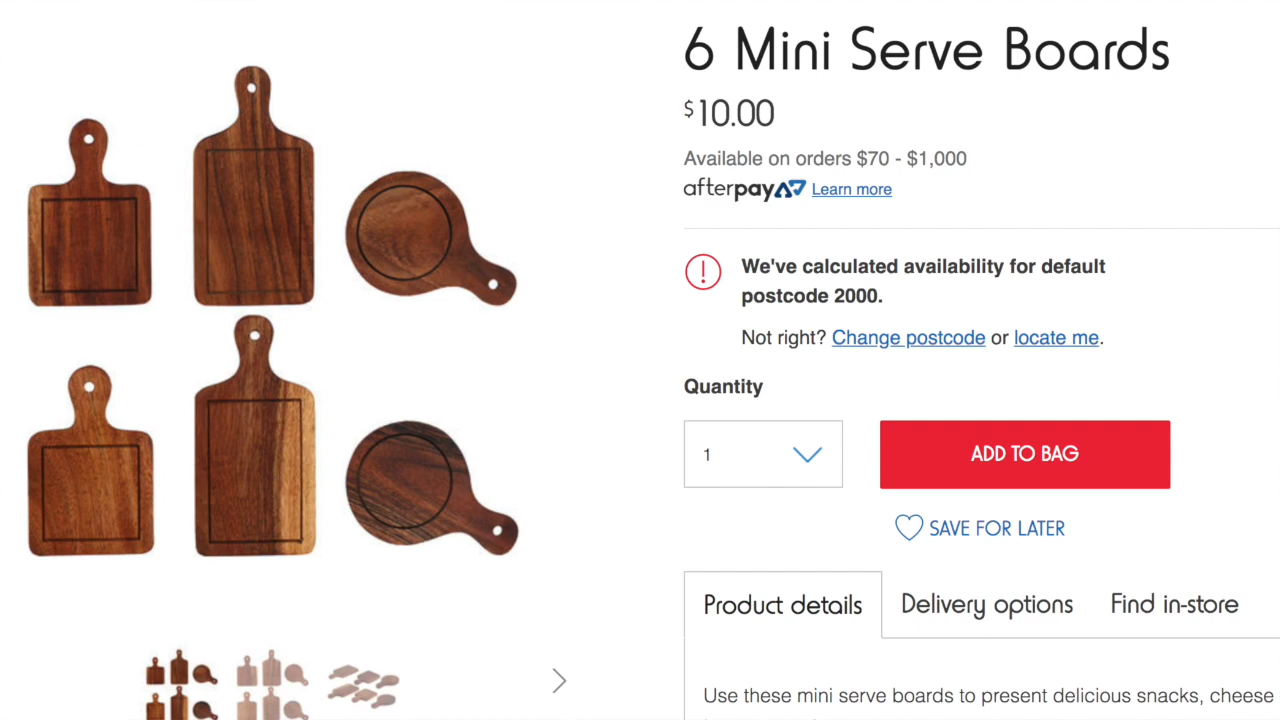 6 Mini Serve Boards
$10.00
Available on orders $70 - $1,000
afterpay Learn more
We've calculated availability for default
postcode 2000.
Not right? Change postcode or locate me.
Quantity
1
ADD TO BAG
SAVE FOR LATER
Product details
Delivery options
Find in-store
Use these mini serve boards to present delicious snacks, cheese